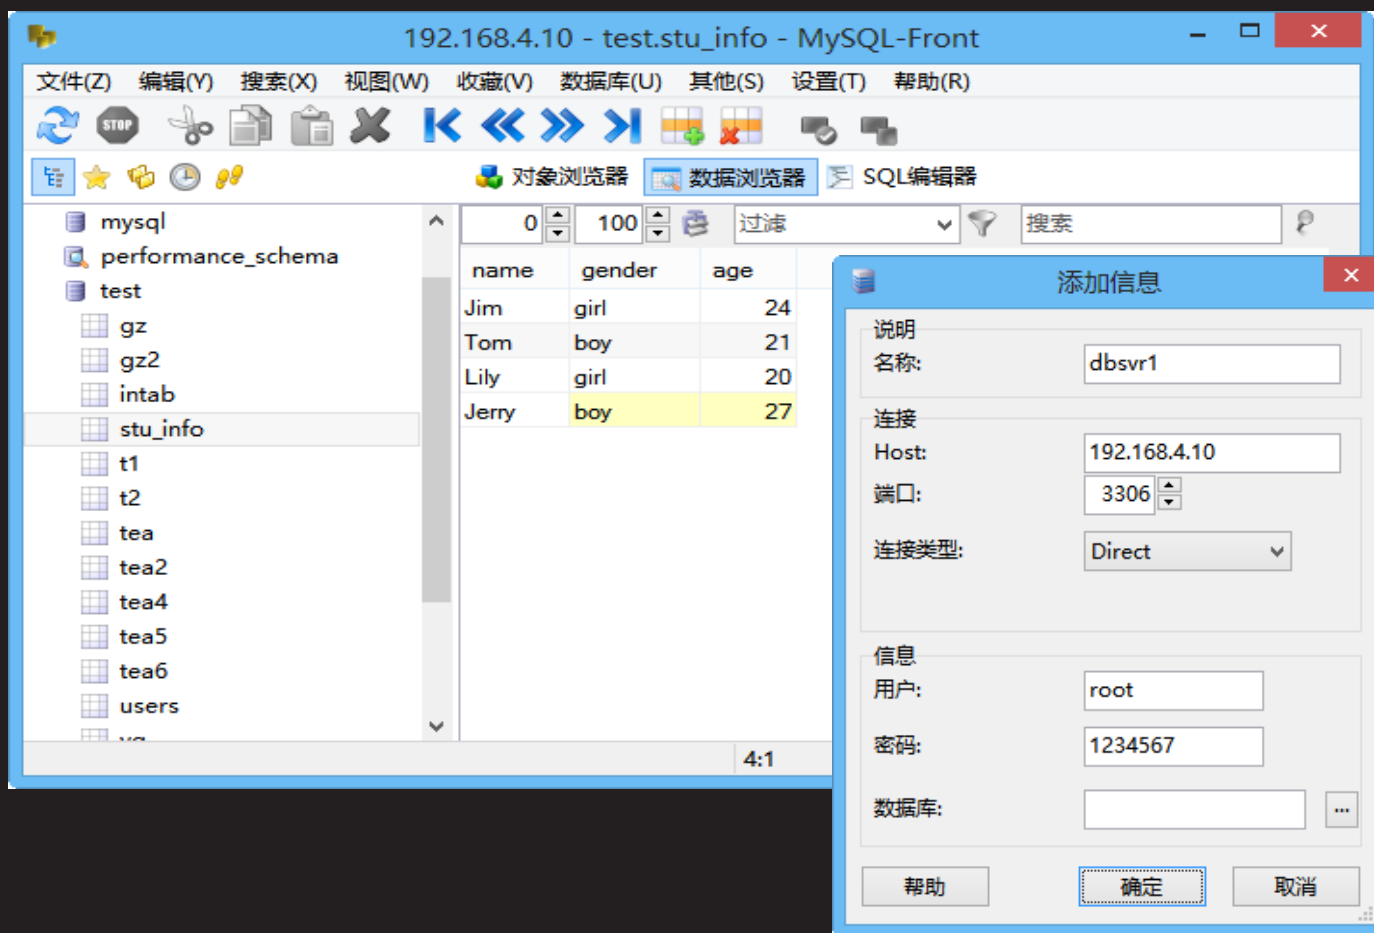 192.168.4.10 - test.stu_info - MySQL-Front
文件(Z) 编辑(Y) 搜索(X) 视图(W) 收藏(V) 数据库(U) 其他(S) 设置(T) 帮助(R)
STOP
对象浏览器 数据浏览器 SQL编辑器
mysql
performance_schema
test
gz
gz2
intab
stu_info
t1
t2
tea
tea2
tea4
tea5
tea6
users
0 100 过滤 搜索
name gender age
Jim girl 24
Tom boy 21
Lily girl 20
Jerry boy 27
4:1
添加信息
说明
名称: dbsvr1
连接
Host: 192.168.4.10
端口: 3306
连接类型: Direct
信息
用户: root
密码: 1234567
数据库: ...
帮助 确定 取消